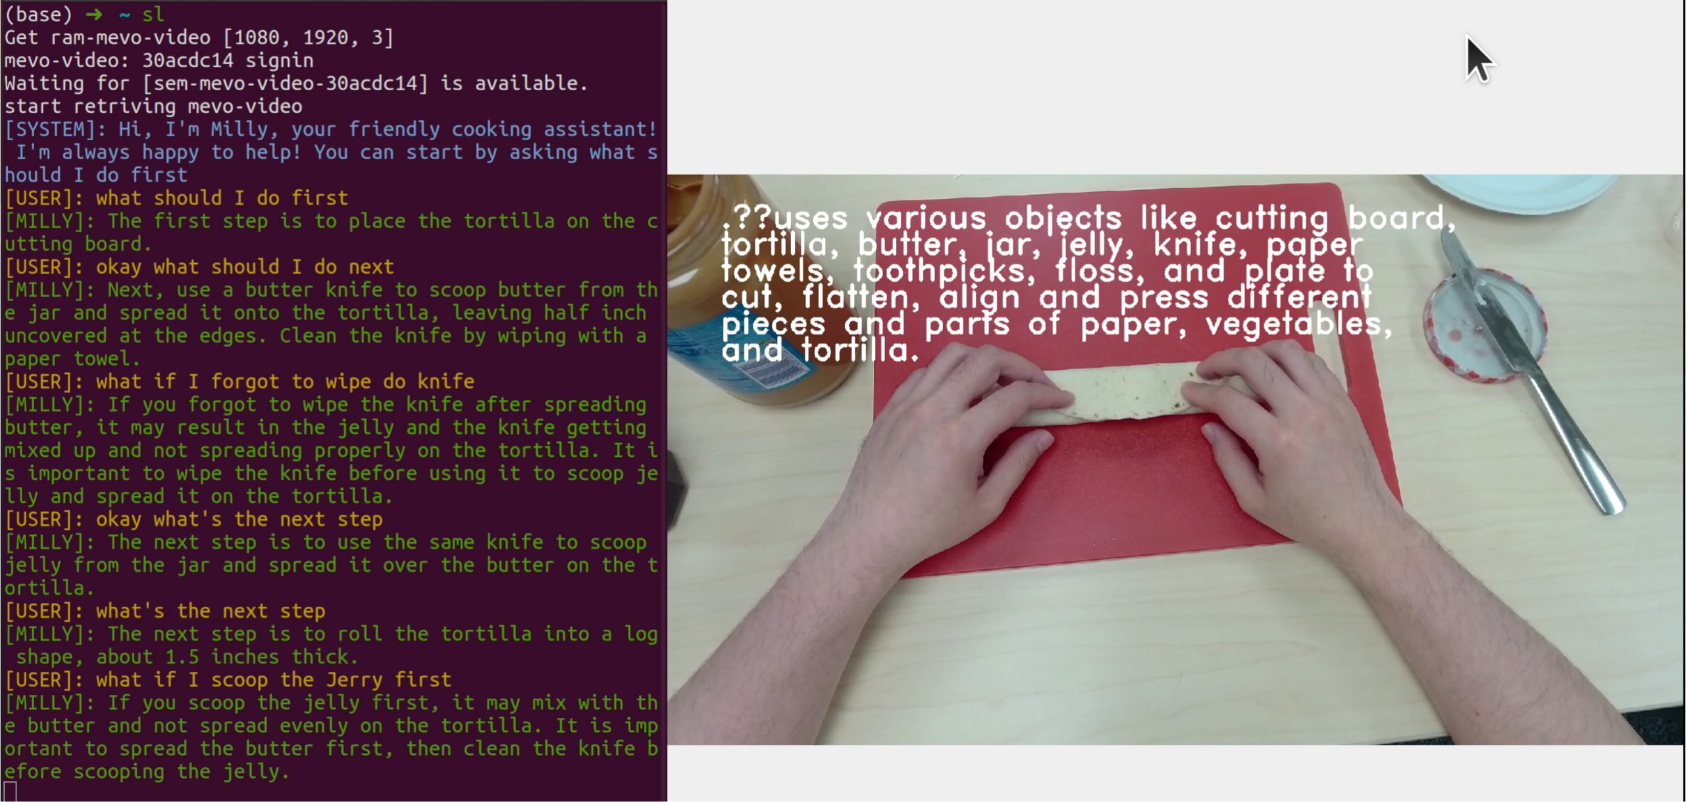 (base) → ~ sl
Get ram-mevo-video [1080, 1920, 3]
mevo-video: 30acdc14 signin
Waiting for [sem-mevo-video-30acdc14] is available.
start retriving mevo-video
[SYSTEM]: Hi, I'm Milly, your friendly cooking assistant!
 I'm always happy to help! You can start by asking what s
hould I do first
[USER]: what should I do first
[MILLY]: The first step is to place the tortilla on the c
utting board.
[USER]: okay what should I do next
[MILLY]: Next, use a butter knife to scoop butter from th
e jar and spread it onto the tortilla, leaving half inch
uncovered at the edges. Clean the knife by wiping with a
paper towel.
[USER]: what if I forgot to wipe do knife
[MILLY]: If you forgot to wipe the knife after spreading
butter, it may result in the jelly and the knife getting
mixed up and not spreading properly on the tortilla. It i
s important to wipe the knife before using it to scoop je
lly and spread it on the tortilla.
[USER]: okay what's the next step
[MILLY]: The next step is to use the same knife to scoop
jelly from the jar and spread it over the butter on the t
ortilla.
[USER]: what's the next step
[MILLY]: The next step is to roll the tortilla into a log
 shape, about 1.5 inches thick.
[USER]: what if I scoop the Jerry first
[MILLY]: If you scoop the jelly first, it may mix with th
e butter and not spread evenly on the tortilla. It is imp
ortant to spread the butter first, then clean the knife b
efore scooping the jelly.
.??uses various objects like cutting board,
tortilla, butter, jar, jelly, knife, paper
towels, toothpicks, floss, and plate to
cut, flatten, align and press different
pieces and parts of paper, vegetables,
and tortilla.